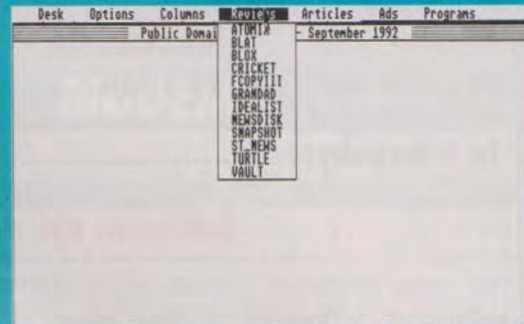 Desk Options Columns Reviews Articles Ads Programs
Public Domai - September 1992
ATOMIX
BLAT
BLOX
CRICKET
FCOPYIII
GRANDAD
IDEALIST
NEWSDISK
SNAPSHOT
ST_NEWS
TURTLE
VAULT